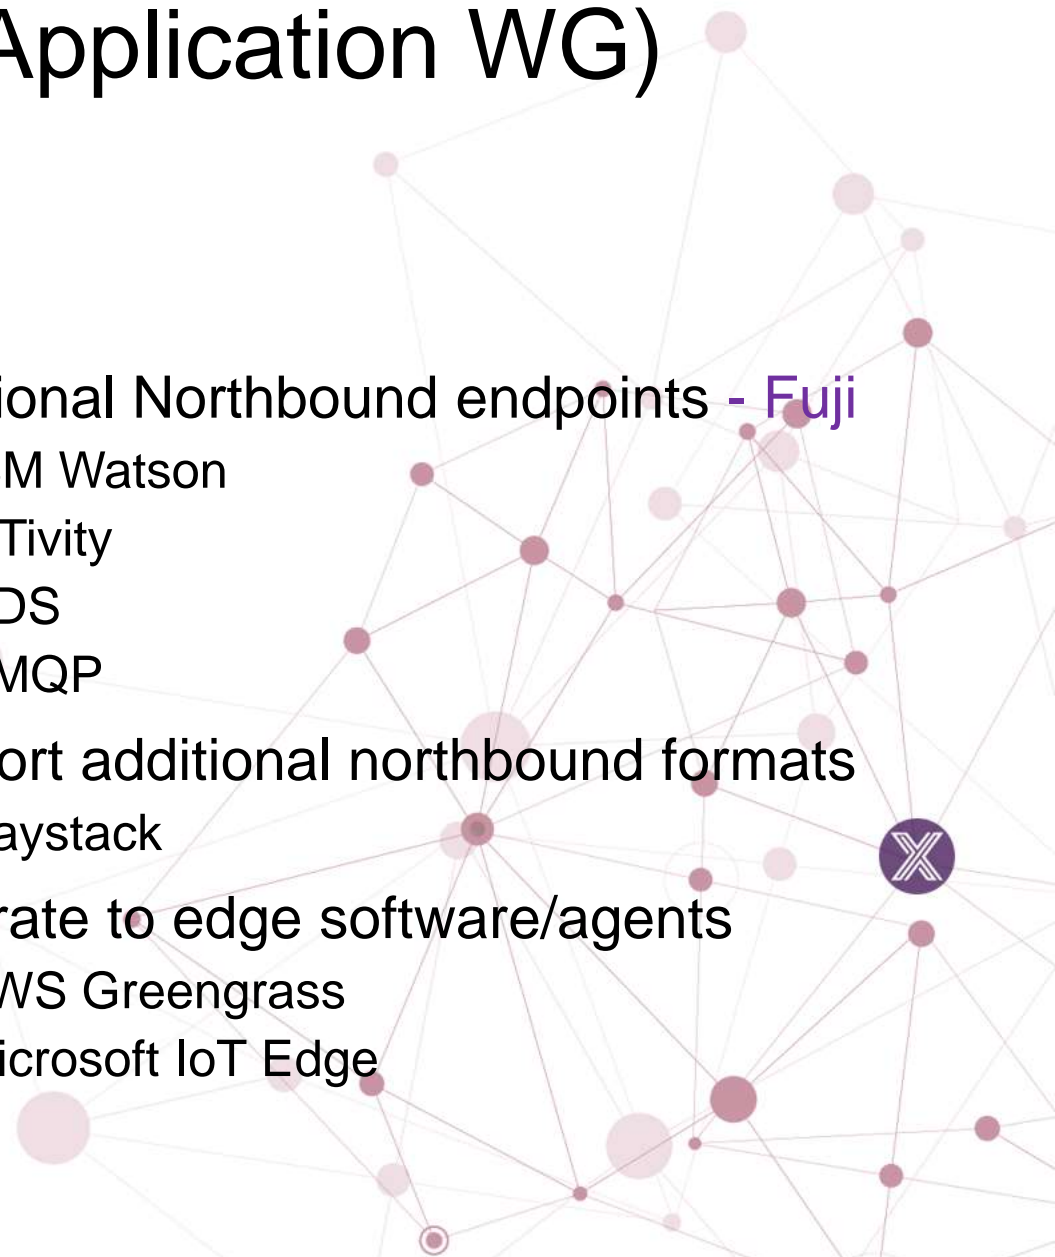 Application WG)
ional Northbound endpoints - Fuji
M Watson
Tivity
DS
MQP
ort additional northbound formats
aystack
rate to edge software/agents
WS Greengrass
icrosoft IoT Edge